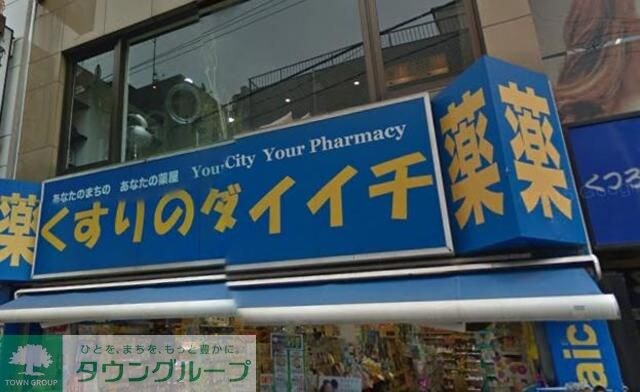 あなたのまちの あなたの薬屋 Your City Your Pharmacy
くすりのダイイチ
薬
薬
薬
くつろ
aic
TOWN GROUP
ひとを、まちを、もっと豊かに。
タウングループ